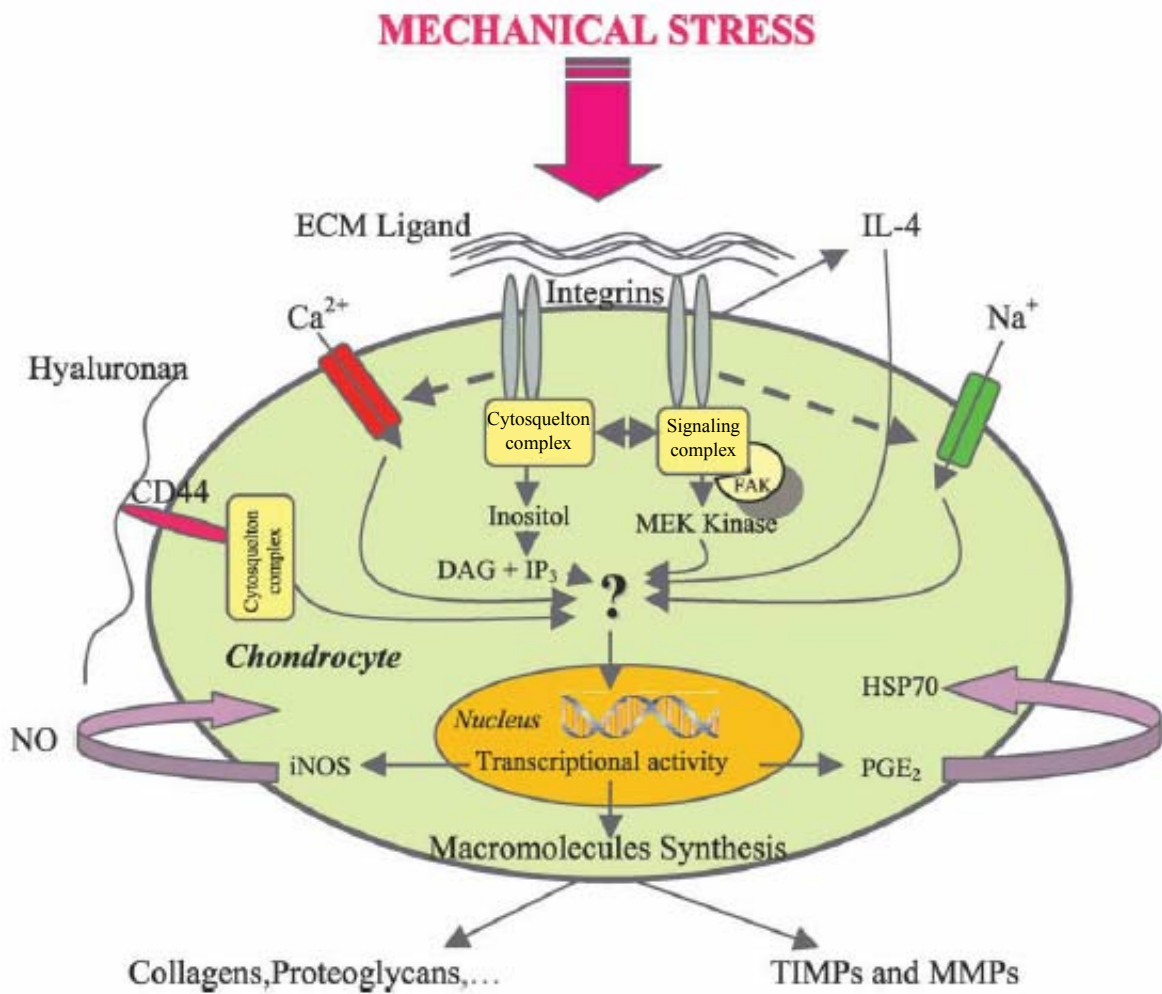 MECHANICAL STRESS
ECM Ligand
IL-4
Integrins
Ca²⁺
Na⁺
Hyaluronan
Cytosquelton
complex
Signaling
complex
FAK
CD44
Cytosquelton
complex
Inositol
MEK Kinase
DAG + IP₃
?
Chondrocyte
HSP70
Nucleus
NO
iNOS
Transcriptional activity
PGE₂
Macromolecules Synthesis
Collagens,Proteoglycans,…
TIMPs and MMPs